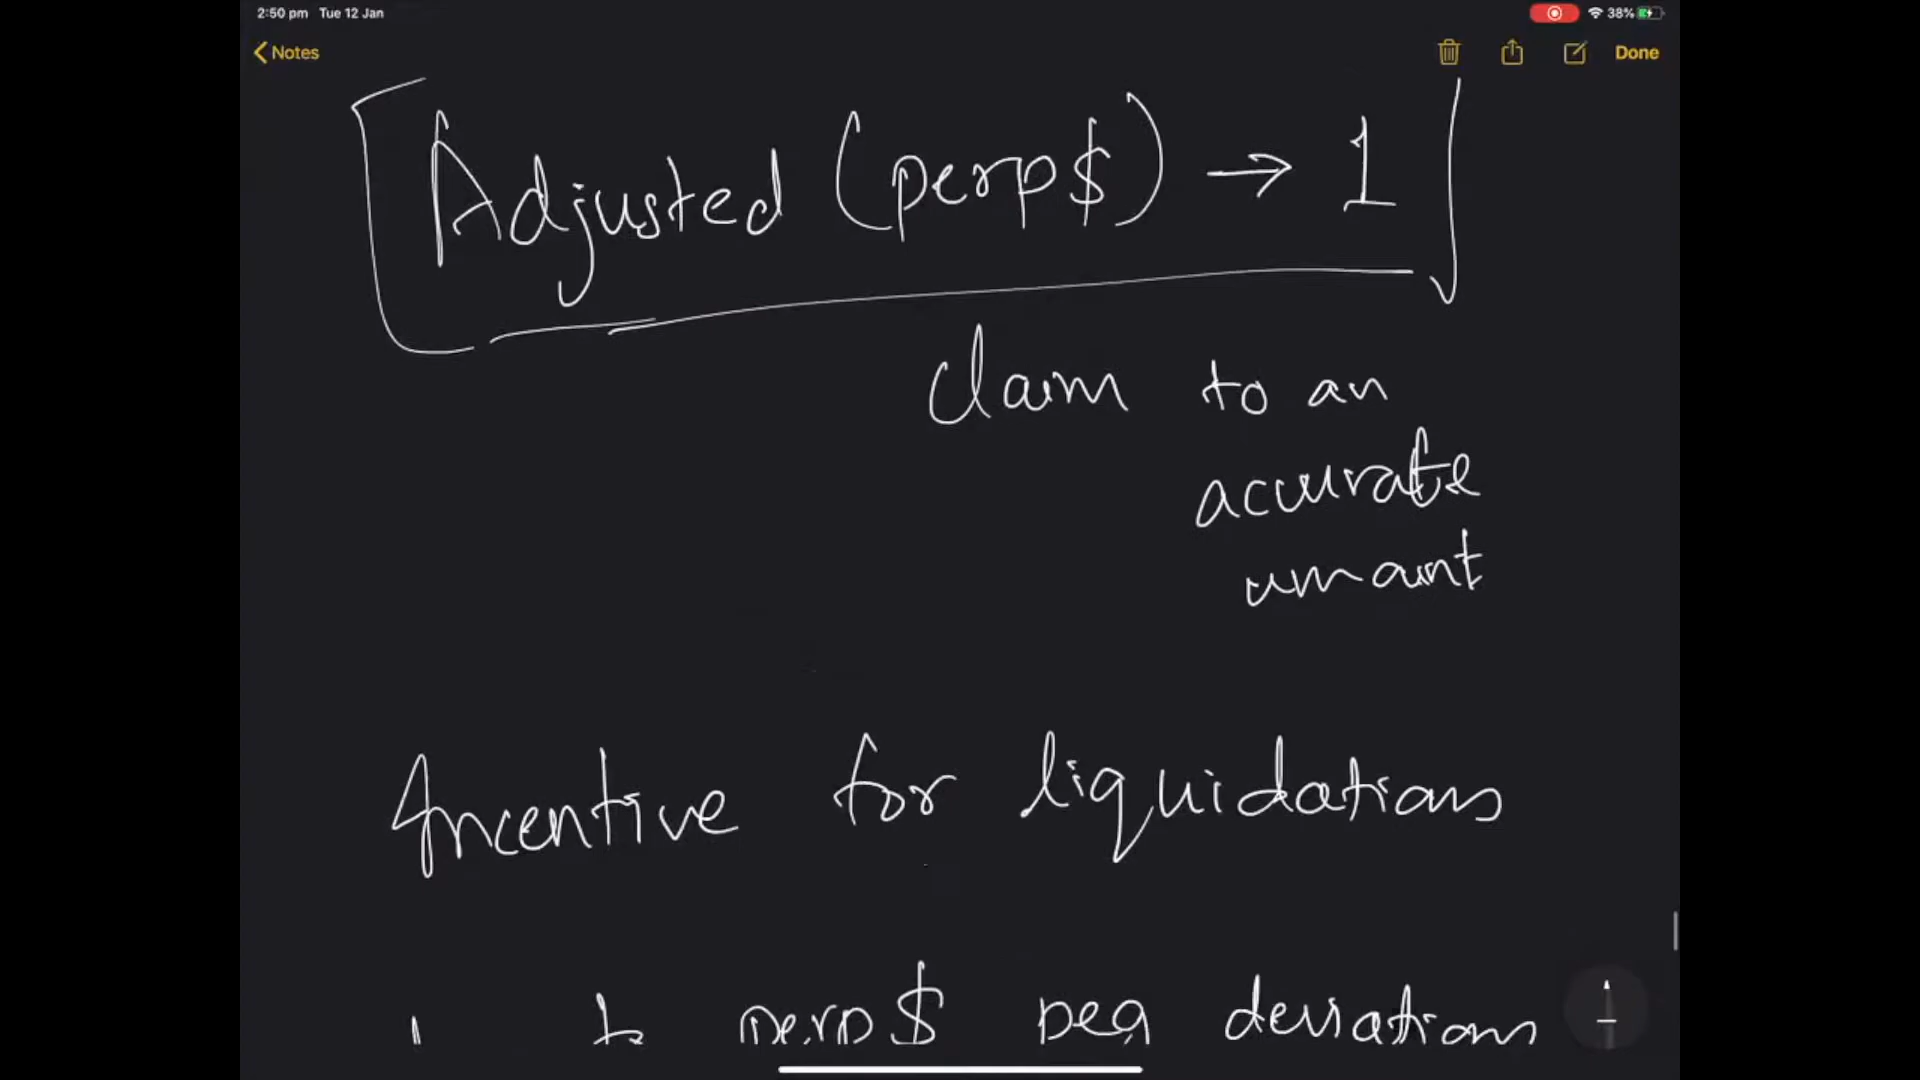 2:50 pm Tue 12 Jan
38%
Notes
Done
Adjusted (perp$) → 1
claim to an
accurate
amount
Incentive for liquidations
perp$ peg deviations